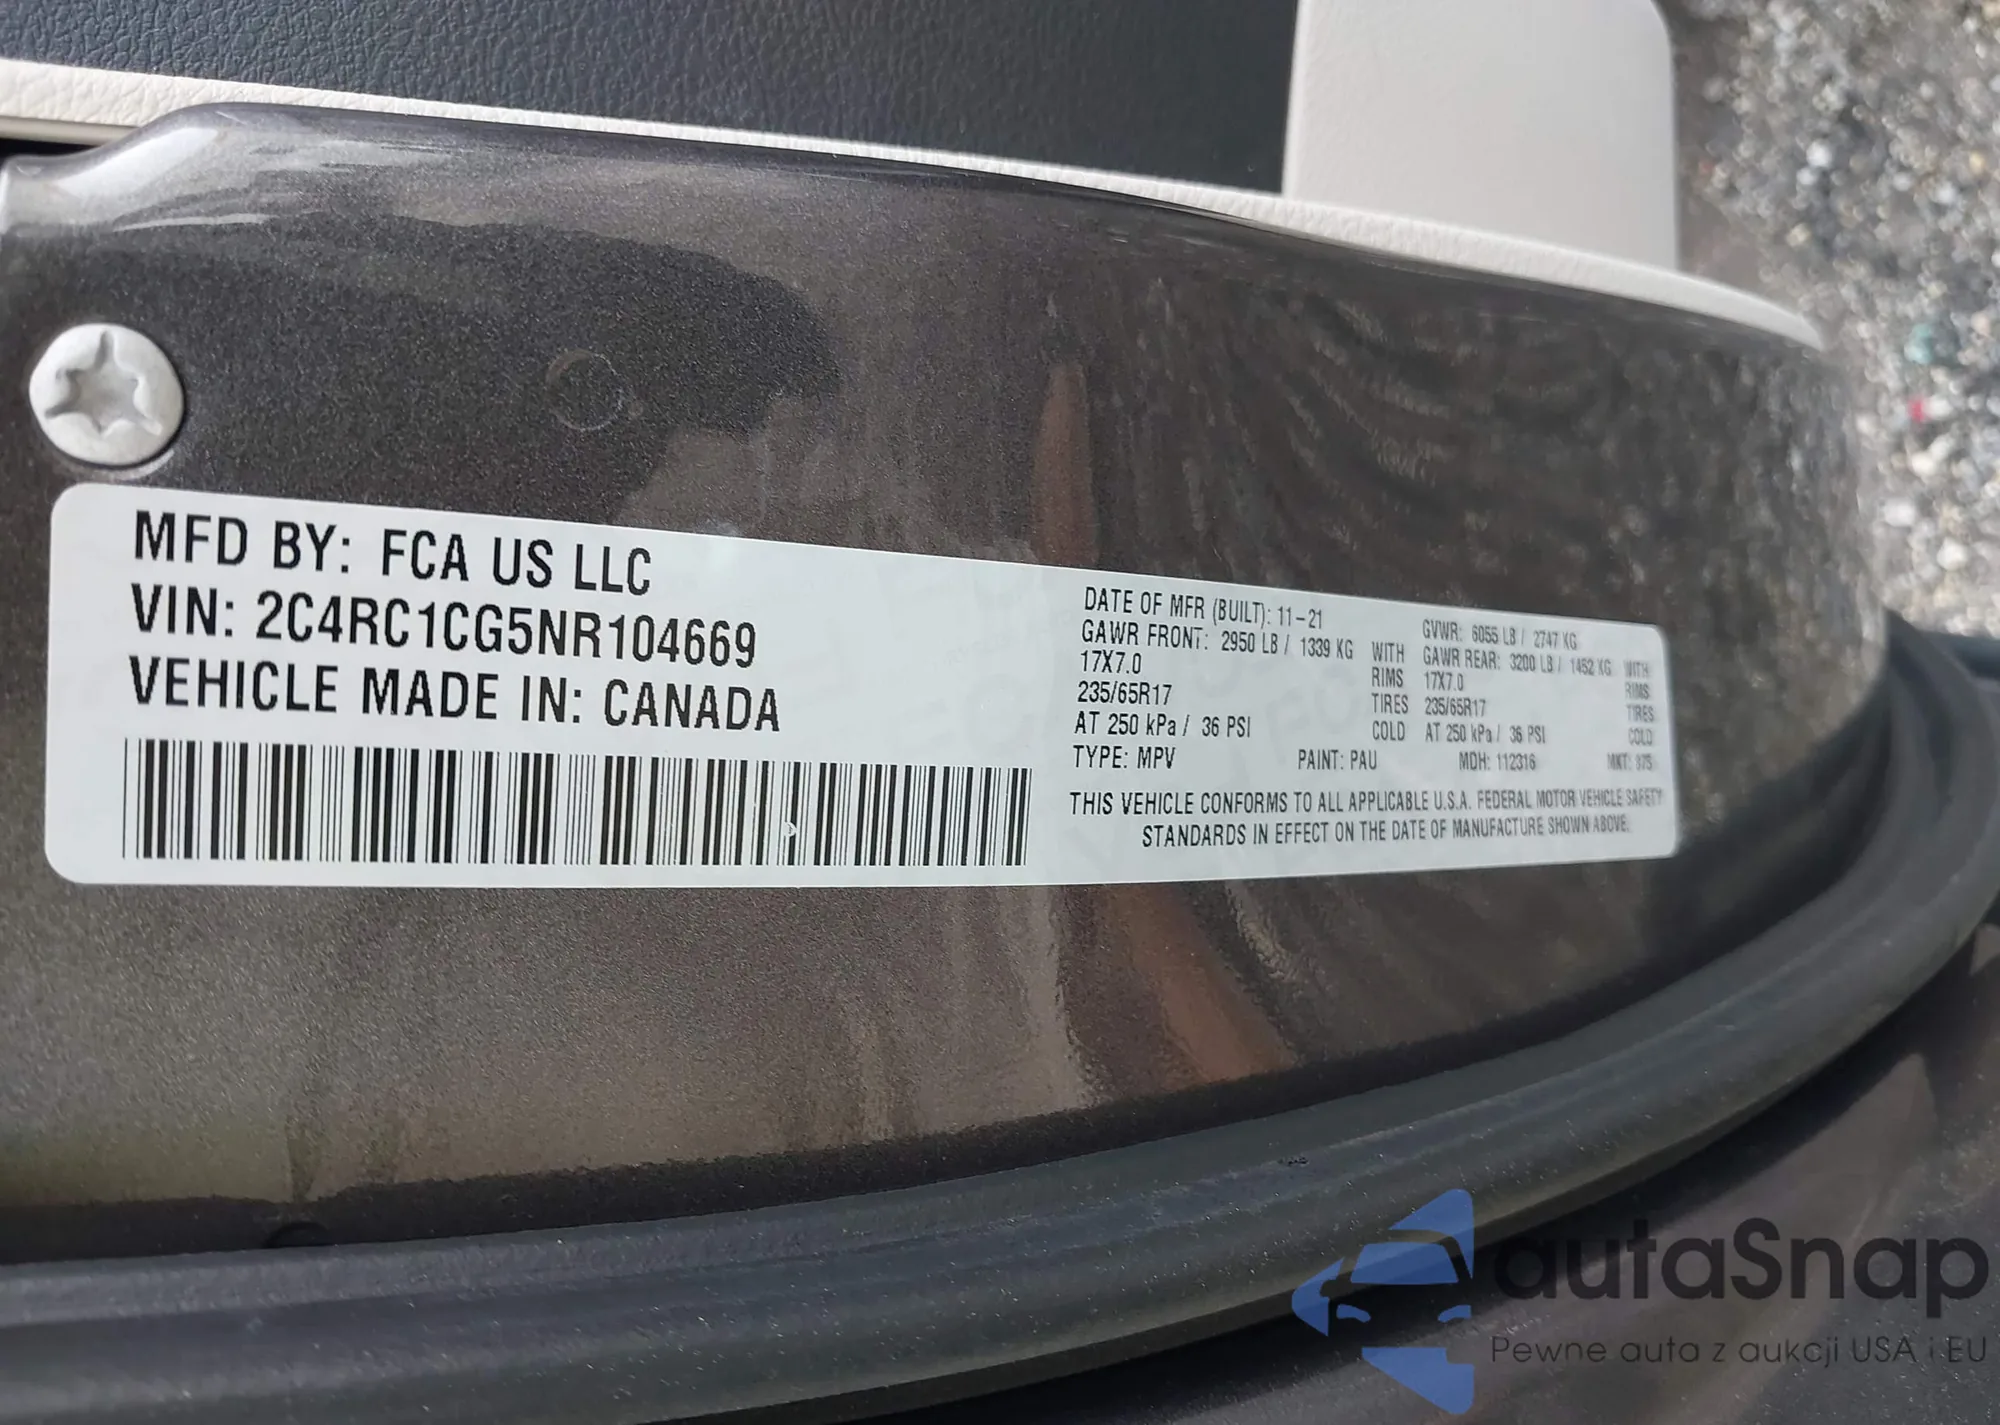 MFD BY: FCA US LLC
VIN: 2C4RC1CG5NR104669
VEHICLE MADE IN: CANADA
DATE OF MFR (BUILT): 11-21 GVWR: 6055 LB / 2747 KG
GAWR FRONT: 2950 LB / 1339 KG WITH GAWR REAR: 3200 LB / 1452 KG WITH
17X7.0 RIMS 17X7.0 RIMS
235/65R17 TIRES 235/65R17 TIRES
AT 250 kPa / 36 PSI COLD AT 250 kPa / 36 PSI COLD
TYPE: MPV PAINT: PAU MDH: 112316 MKT:
THIS VEHICLE CONFORMS TO ALL APPLICABLE U.S.A. FEDERAL MOTOR VEHICLE SAFETY
STANDARDS IN EFFECT ON THE DATE OF MANUFACTURE SHOWN ABOVE.
autaSnap
Pewne auta z aukcji USA i EU